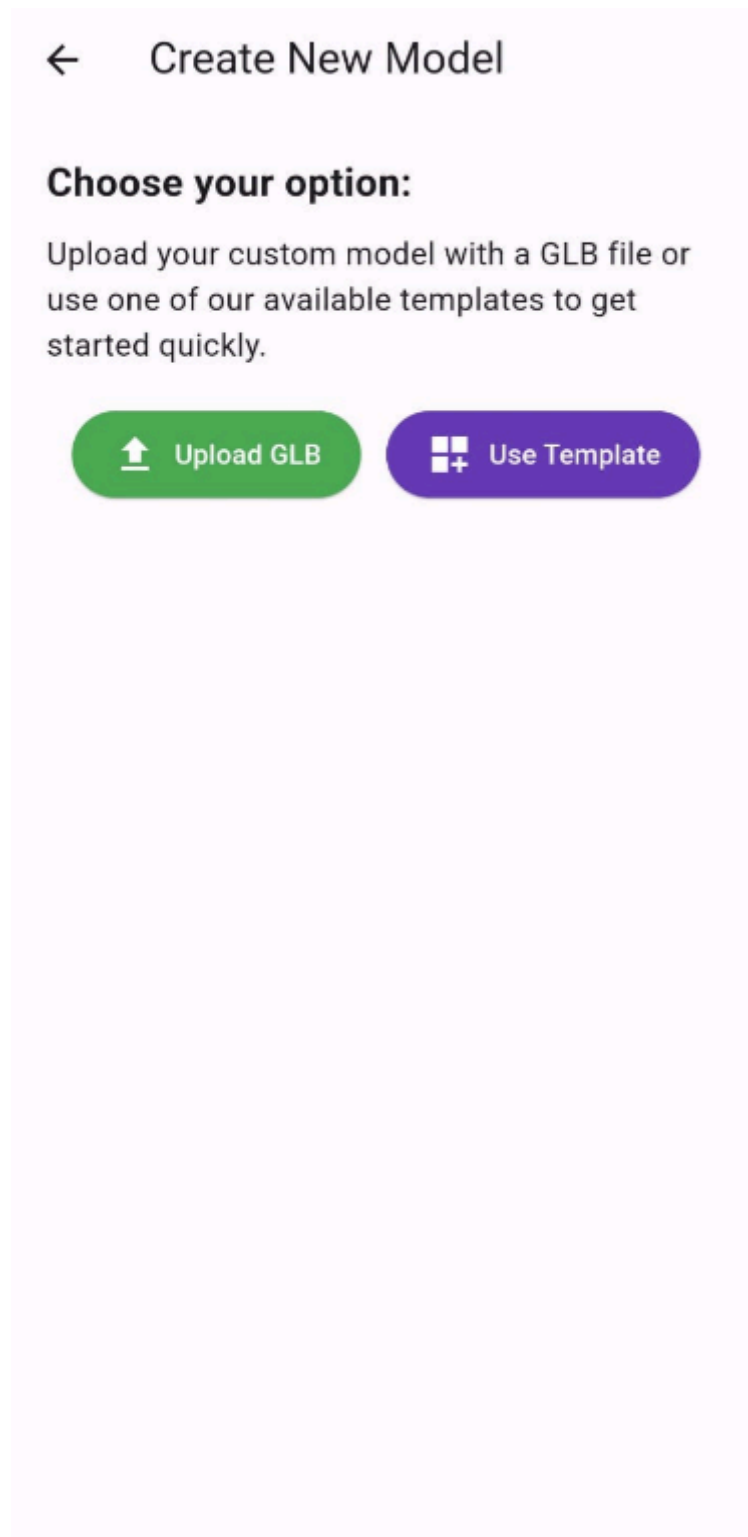 Create New Model
Choose your option:
Upload your custom model with a GLB file or
use one of our available templates to get
started quickly.
Upload GLB
Use Template